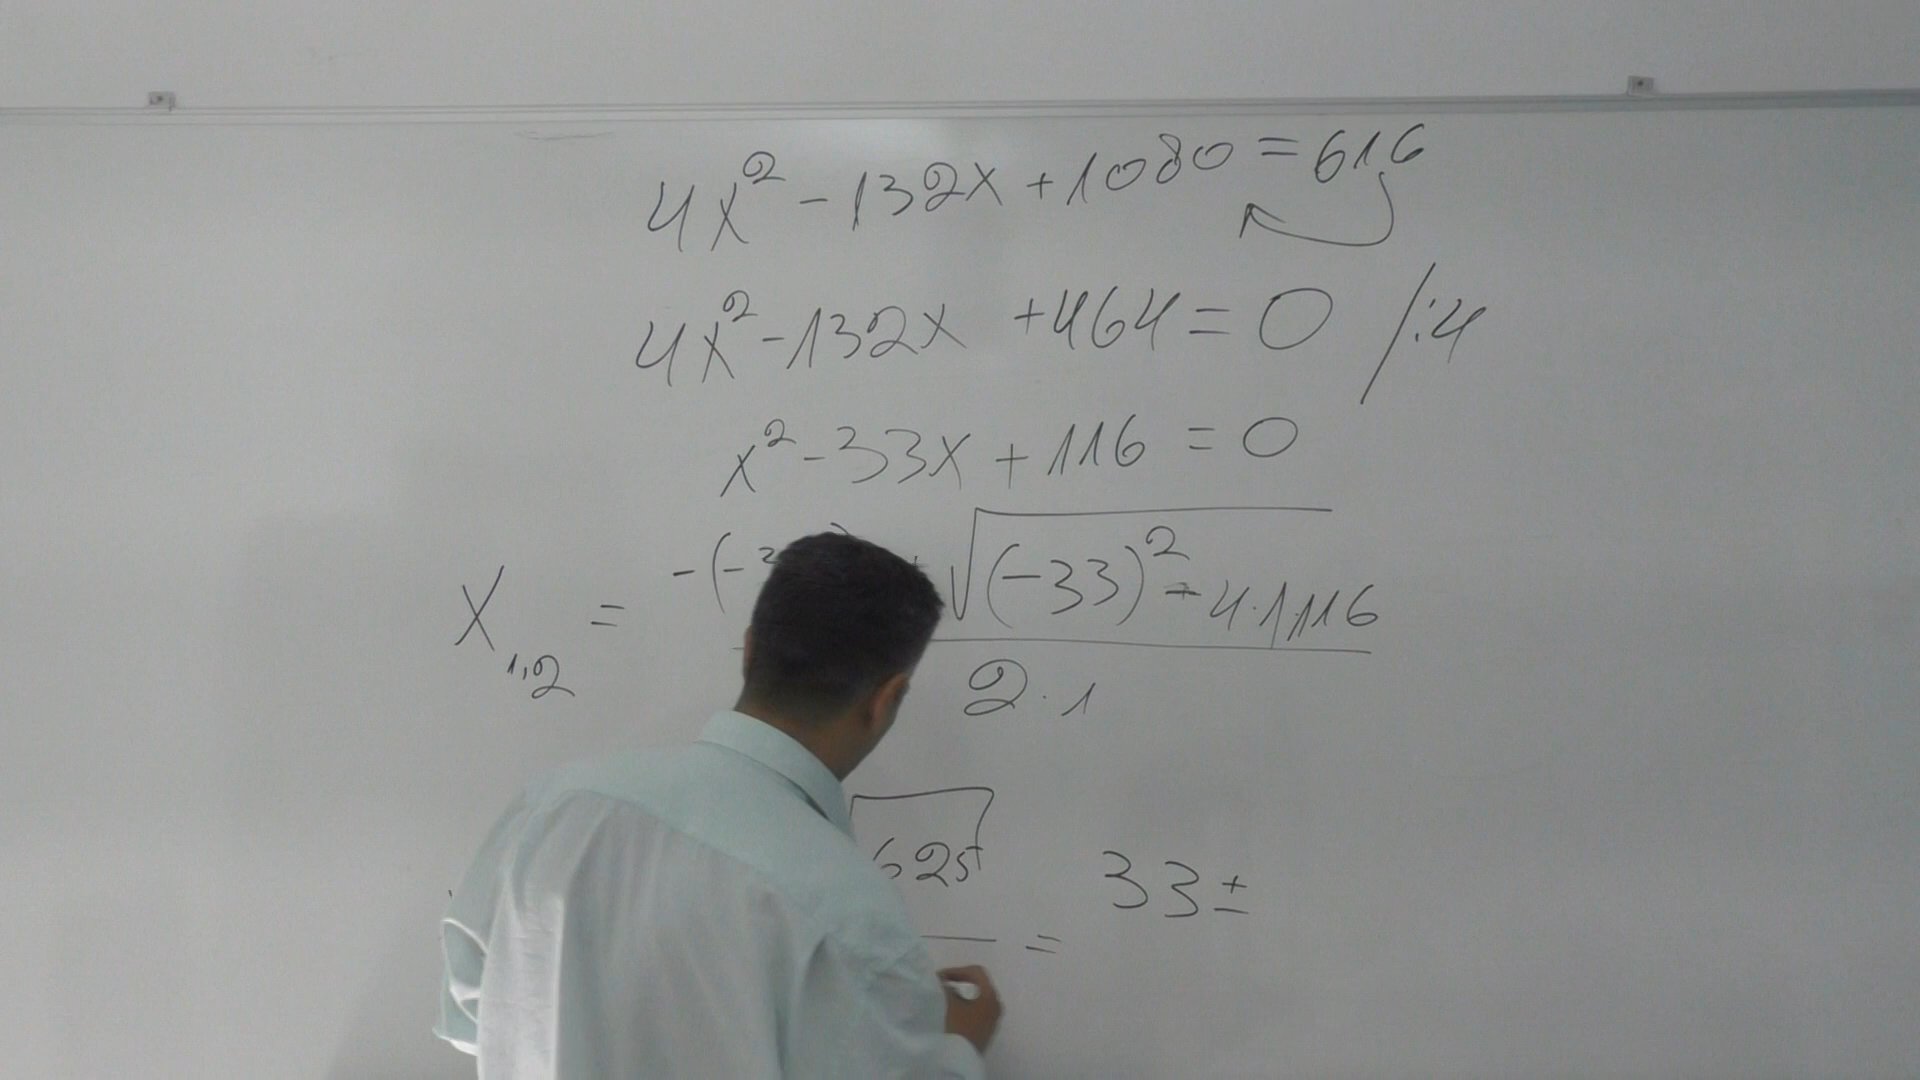 4x² - 132x + 1080 = 616
4x² - 132x + 464 = 0 /:4
x² - 33x + 116 = 0
x₁,₂ = -(-3 √(-33)² - 4·1·116
2·1
√625 = 33 ±